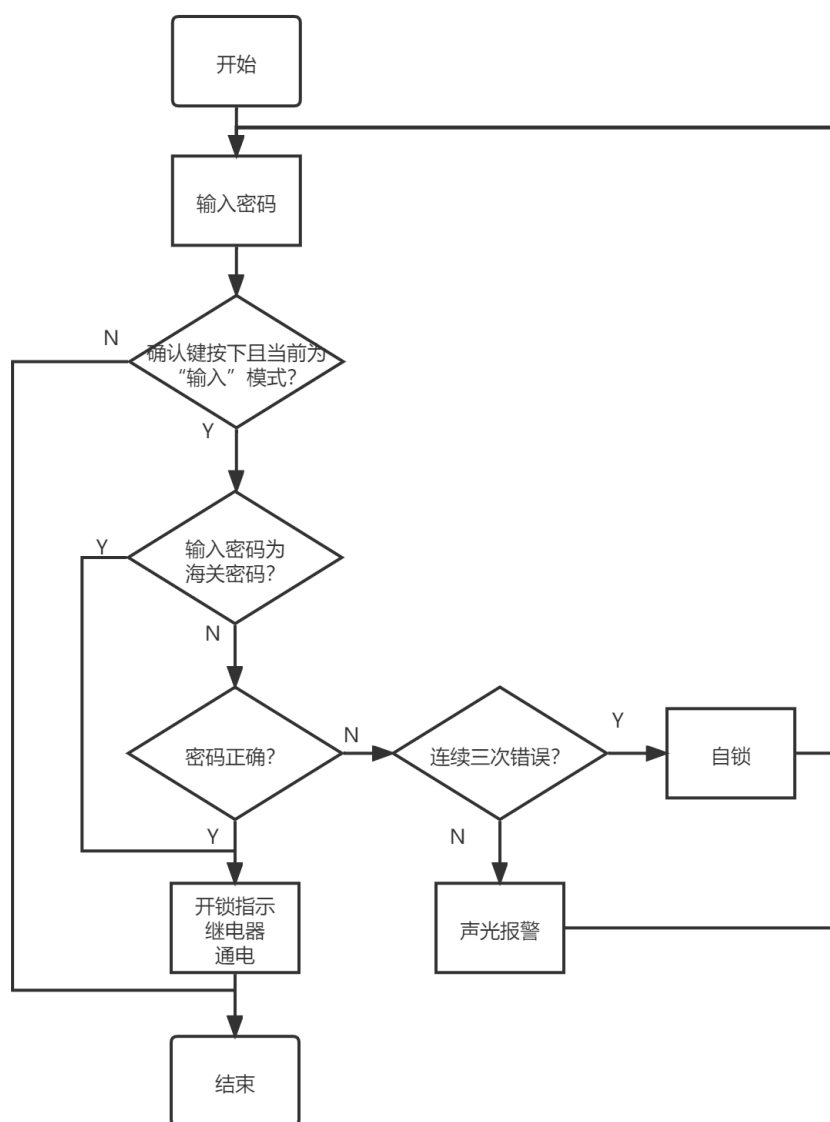 开始
输入密码
N
确认键按下且当前为
“输入”模式?
Y
Y
输入密码为
海关密码?
N
密码正确?
N
连续三次错误?
Y
自锁
Y
N
开锁指示
继电器
通电
声光报警
结束